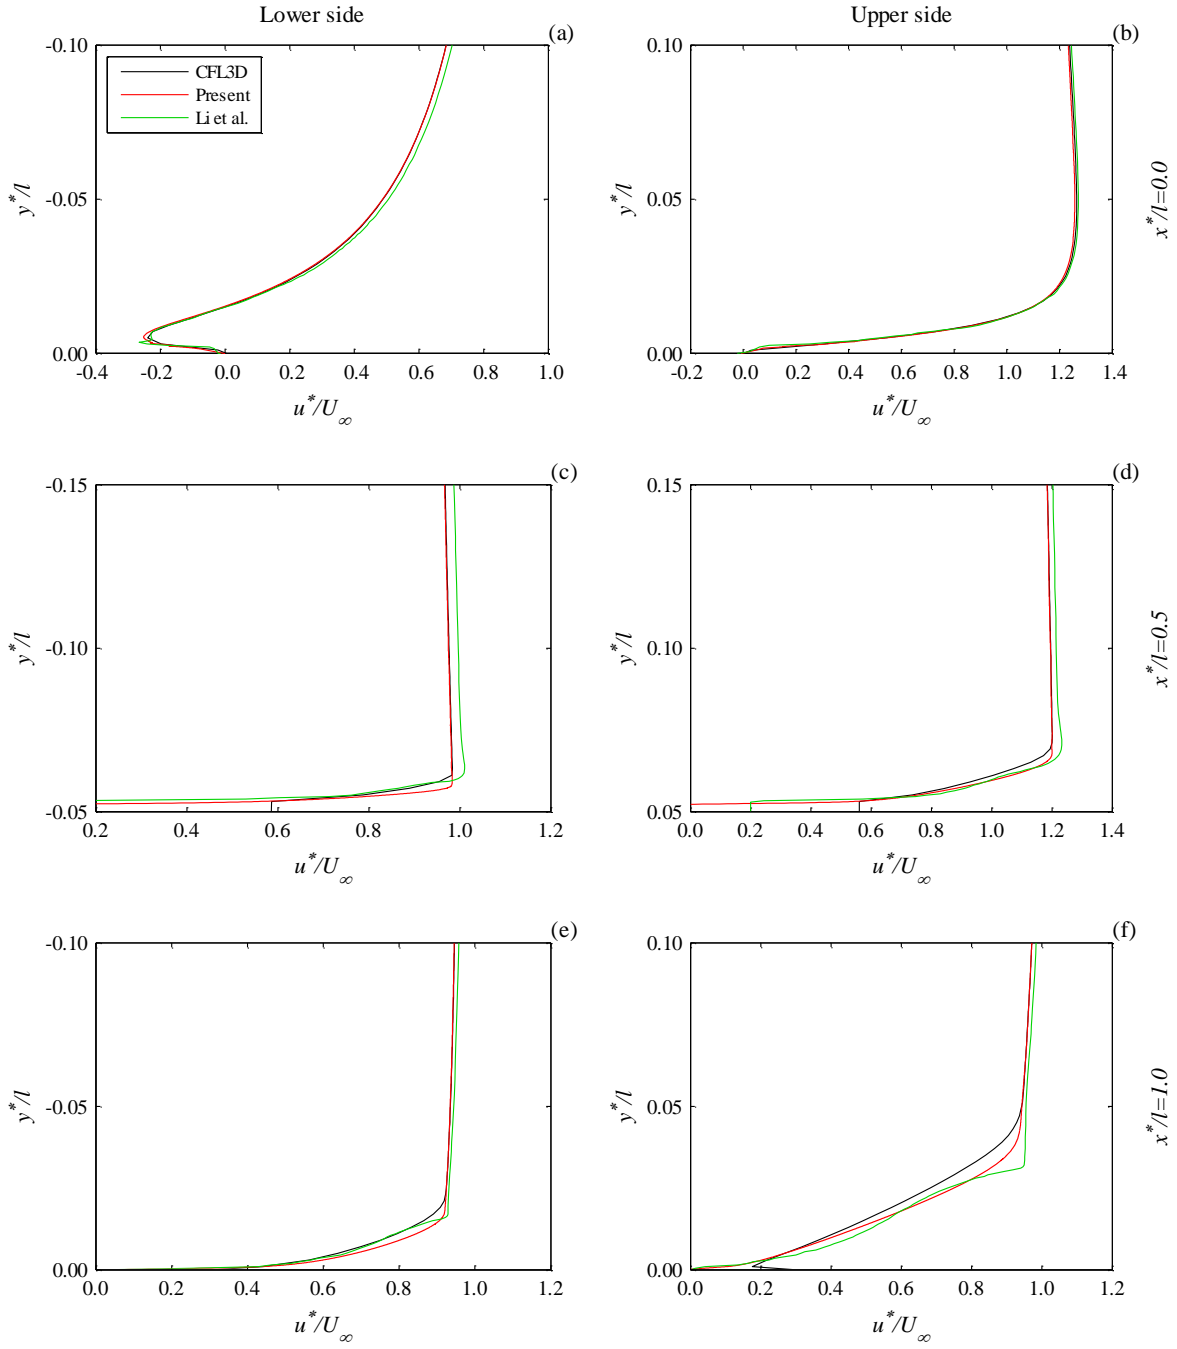 Lower side
Upper side
(a)
(b)
-0.10
-0.05
0.00
y*/l
CFL3D
Present
Li et al.
-0.4 -0.2 0.0 0.2 0.4 0.6 0.8 1.0
u*/U∞
0.10
0.05
0.00
y*/l
-0.2 0.0 0.2 0.4 0.6 0.8 1.0 1.2 1.4
u*/U∞
x*/l=0.0
(c)
(d)
-0.15
-0.10
-0.05
y*/l
0.2 0.4 0.6 0.8 1.0 1.2
u*/U∞
0.15
0.10
0.05
y*/l
0.0 0.2 0.4 0.6 0.8 1.0 1.2 1.4
u*/U∞
x*/l=0.5
(e)
(f)
-0.10
-0.05
0.00
y*/l
0.0 0.2 0.4 0.6 0.8 1.0 1.2
u*/U∞
0.10
0.05
0.00
y*/l
0.0 0.2 0.4 0.6 0.8 1.0 1.2
u*/U∞
x*/l=1.0